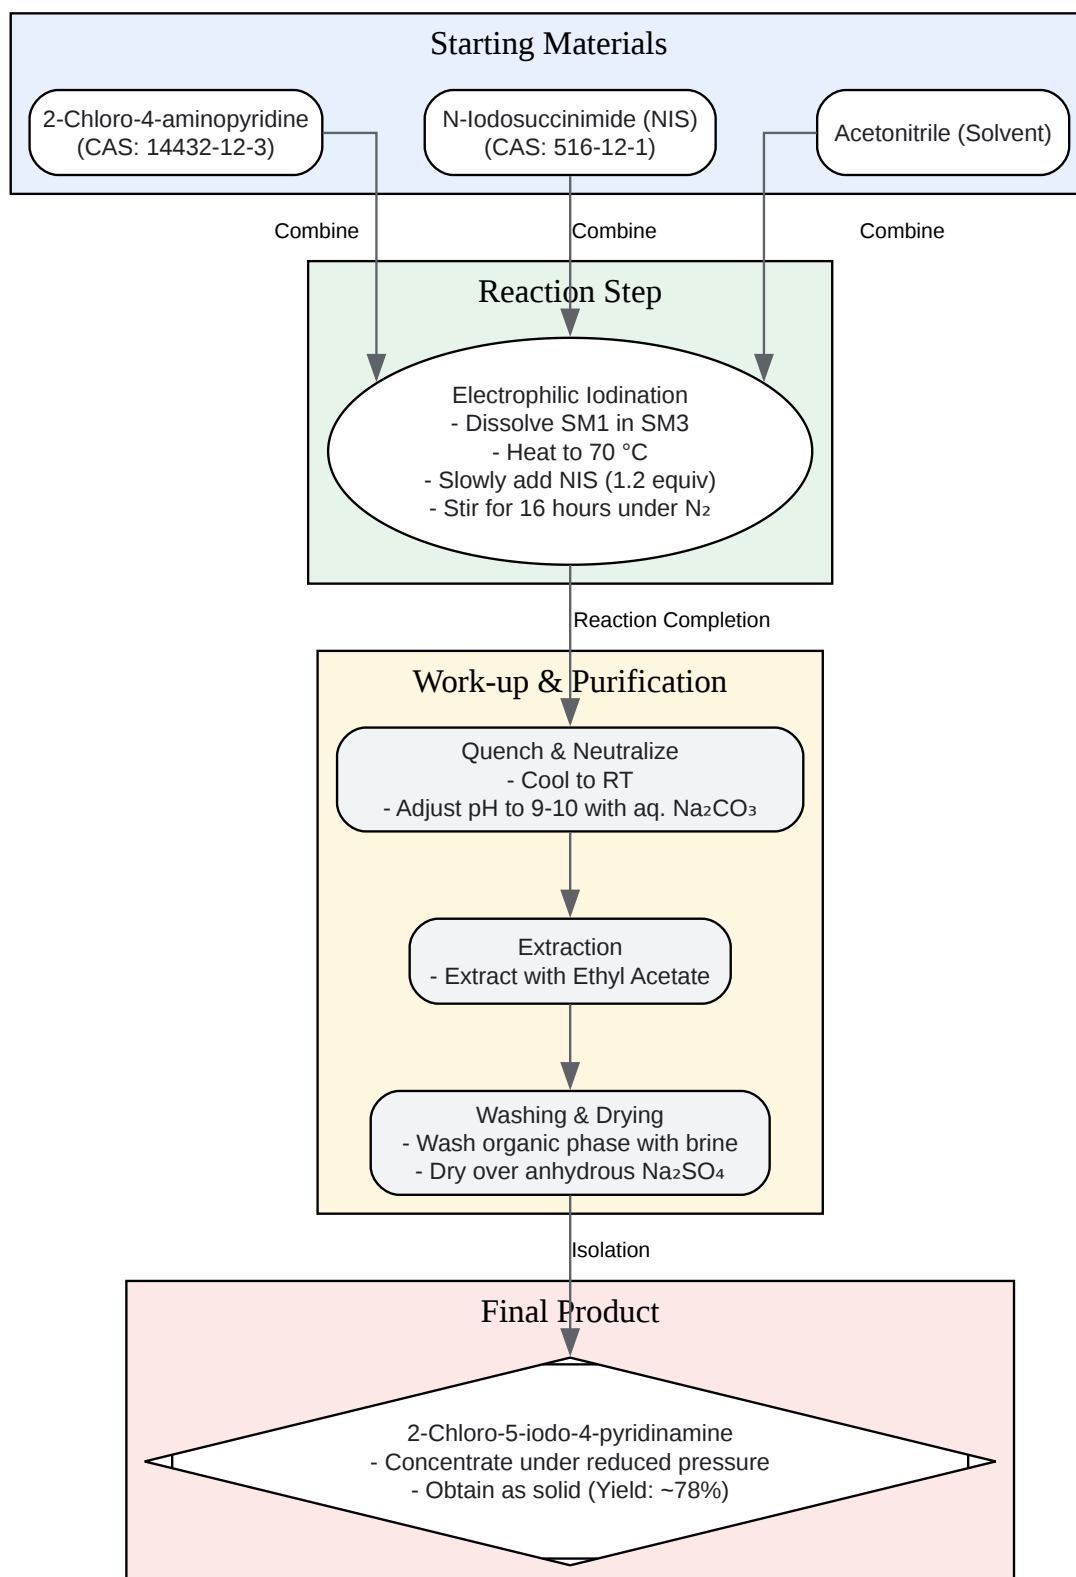 Starting Materials
2-Chloro-4-aminopyridine
(CAS: 14432-12-3)
N-Iodosuccinimide (NIS)
(CAS: 516-12-1)
Acetonitrile (Solvent)
Combine
Combine
Combine
Reaction Step
Electrophilic Iodination
- Dissolve SM1 in SM3
- Heat to 70 °C
- Slowly add NIS (1.2 equiv)
- Stir for 16 hours under N₂
Reaction Completion
Work-up & Purification
Quench & Neutralize
- Cool to RT
- Adjust pH to 9-10 with aq. Na₂CO₃
Extraction
- Extract with Ethyl Acetate
Washing & Drying
- Wash organic phase with brine
- Dry over anhydrous Na₂SO₄
Isolation
Final Product
2-Chloro-5-iodo-4-pyridinamine
- Concentrate under reduced pressure
- Obtain as solid (Yield: ~78%)